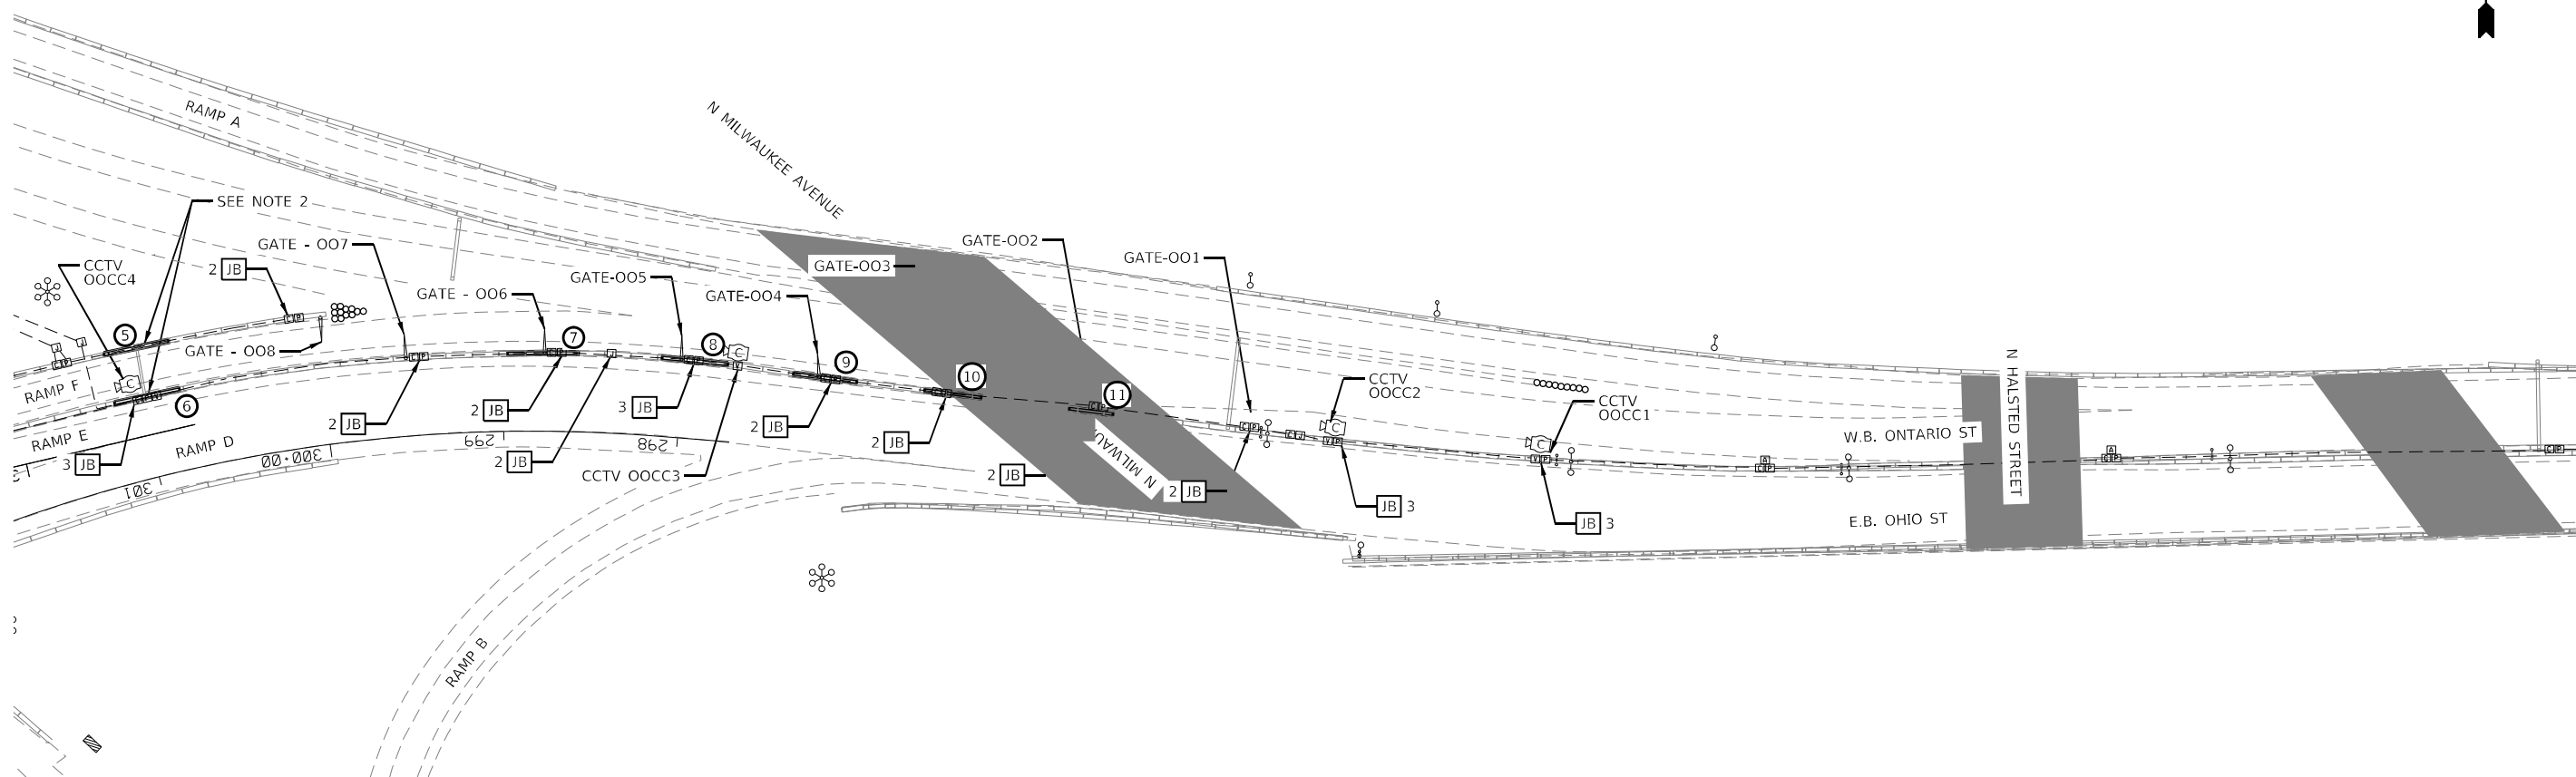 RAMP A
N MILWAUKEE AVENUE
SEE NOTE 2
GATE - OO7
GATE-OO2
GATE-OO1
CCTV
OOCC4
2 JB
GATE-OO3
GATE-OO5
GATE - OO6
GATE-OO4
5
7
8
C
GATE - OO8
9
10
CCTV
OOCC2
C
RAMP F
6
11
CCTV
OOCC1
2 JB
2 JB
3 JB
2 JB
2 JB
C
C
N HALSTED STREET
W.B. ONTARIO ST
RAMP E
RAMP D
3 JB
300+00
299
298
301
2 JB
CCTV OOCC3
2 JB
N MILWAU
2 JB
JB 3
JB 3
E.B. OHIO ST
RAMP B